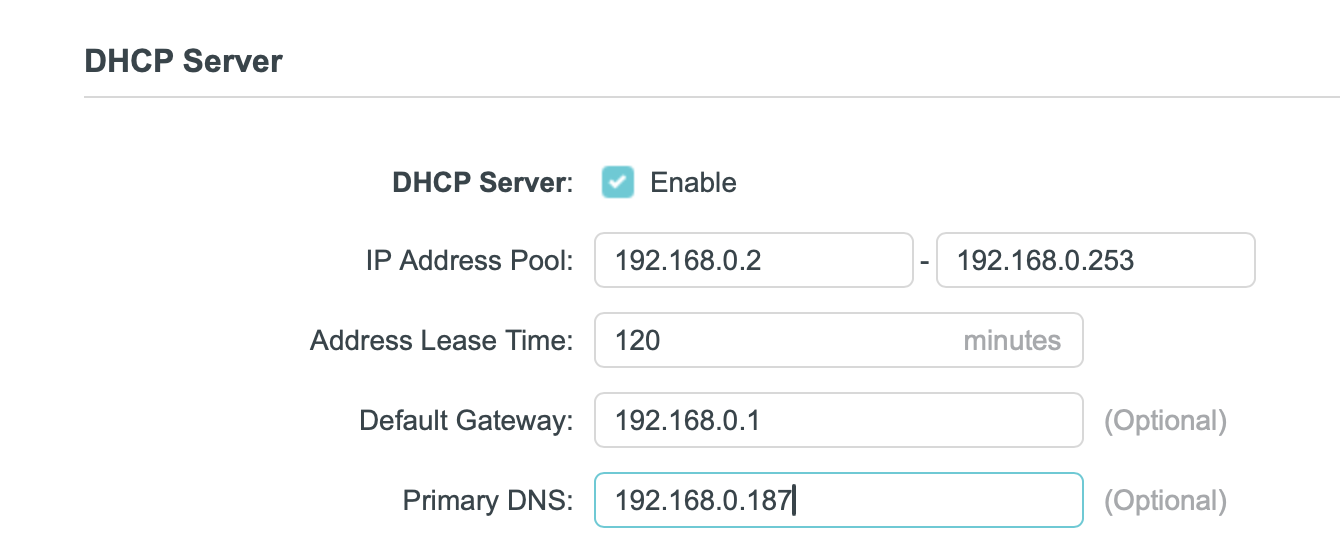 DHCP Server
DHCP Server: Enable
IP Address Pool: 192.168.0.2 - 192.168.0.253
Address Lease Time: 120 minutes
Default Gateway: 192.168.0.1 (Optional)
Primary DNS: 192.168.0.187 (Optional)